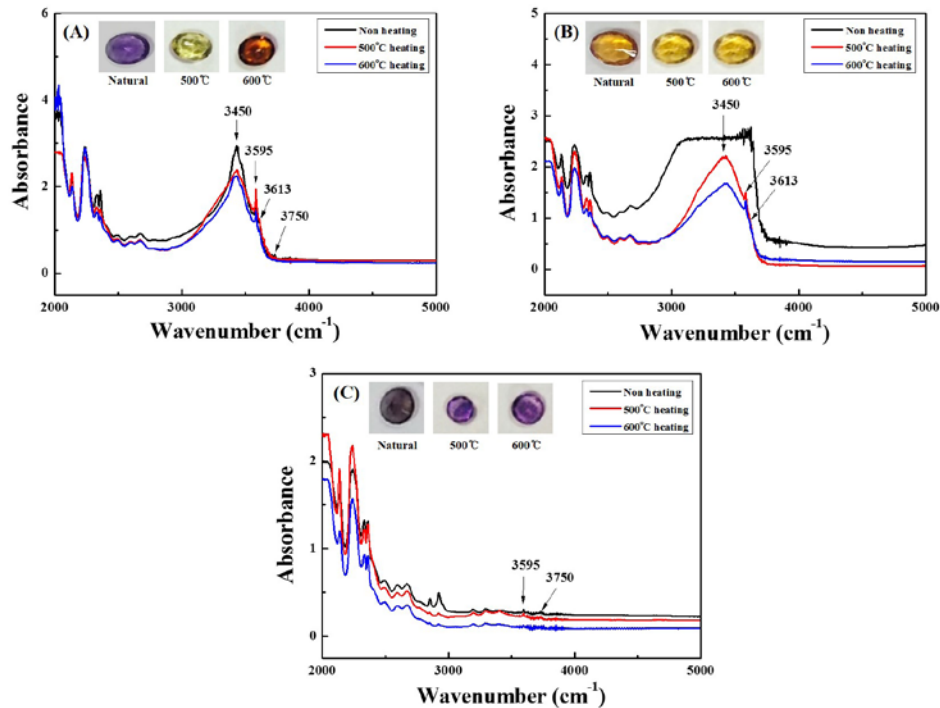 (A)
Natural 500℃ 600℃
Non heating
500°C heating
600°C heating
3450
3595
3613
3750
6
4
2
0
Absorbance
2000 3000 4000 5000
Wavenumber (cm-1)
(B)
Natural 500℃ 600℃
Non heating
500°C heating
600°C heating
3450
3595
3613
5
4
3
2
1
0
Absorbance
2000 3000 4000 5000
Wavenumber (cm-1)
(C)
Natural 500℃ 600℃
Non heating
500°C heating
600°C heating
3595 3750
3
2
1
0
Absorbance
2000 3000 4000 5000
Wavenumber (cm-1)